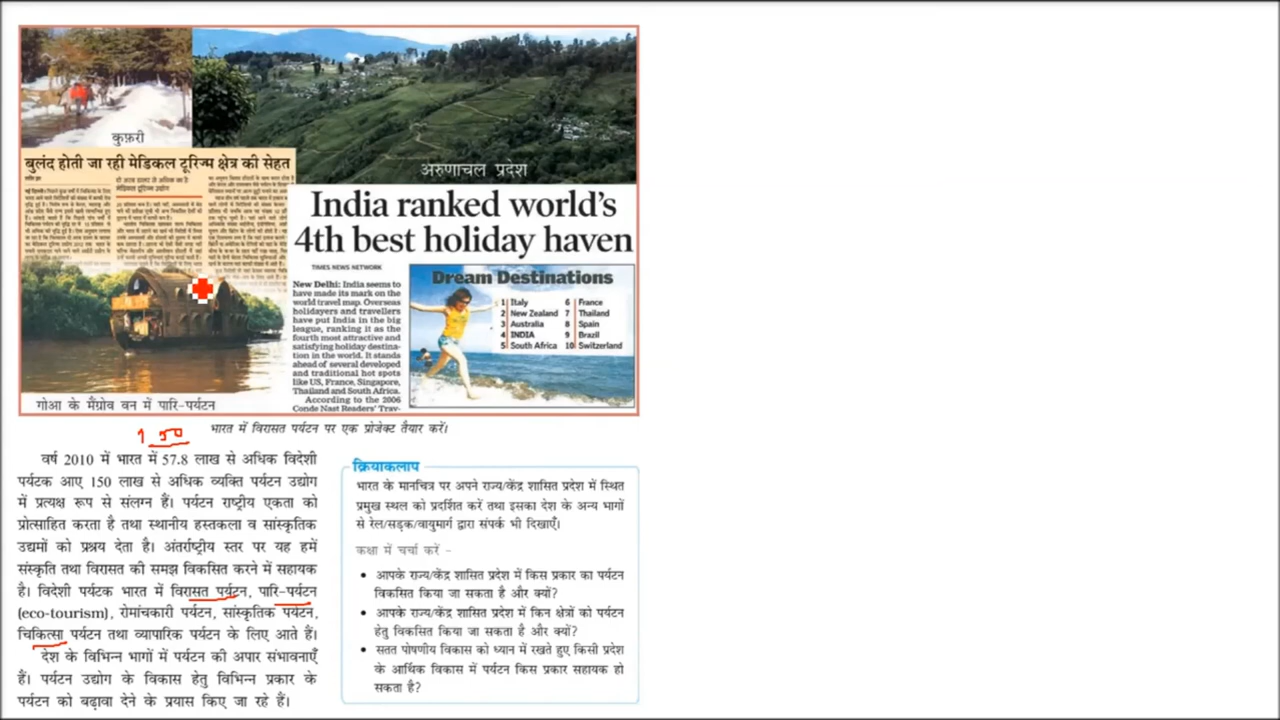 कुफ़री
अरुणाचल प्रदेश
बुलंद होती जा रही मेडिकल टूरिज्म क्षेत्र की सेहत
India ranked world's
4th best holiday haven
TIMES NEWS NETWORK
New Delhi: India seems to
have made its mark on the
world travel map. Overseas
holidayers and travellers
have put India in the big
league, ranking it as the
fourth most attractive and
satisfying holiday destina-
tion in the world. It stands
ahead of several developed
and traditional hot spots
like US, France, Singapore,
Thailand and South Africa.
According to the 2006
Conde Nast Readers' Trav-
Dream Destinations
1 Italy 6 France
2 New Zealand 7 Thailand
3 Australia 8 Spain
4 INDIA 9 Brazil
5 South Africa 10 Switzerland
गोआ के मैंग्रोव वन में पारि-पर्यटन
भारत में विरासत पर्यटन पर एक प्रोजेक्ट तैयार करें।
150
वर्ष 2010 में भारत में 57.8 लाख से अधिक विदेशी
पर्यटक आए 150 लाख से अधिक व्यक्ति पर्यटन उद्योग
में प्रत्यक्ष रूप से संलग्न हैं। पर्यटन राष्ट्रीय एकता को
प्रोत्साहित करता है तथा स्थानीय हस्तकला व सांस्कृतिक
उद्यमों को प्रश्रय देता है। अंतर्राष्ट्रीय स्तर पर यह हमें
संस्कृति तथा विरासत की समझ विकसित करने में सहायक
है। विदेशी पर्यटक भारत में विरासत पर्यटन, पारि-पर्यटन
(eco-tourism), रोमांचकारी पर्यटन, सांस्कृतिक पर्यटन,
चिकित्सा पर्यटन तथा व्यापारिक पर्यटन के लिए आते हैं।
देश के विभिन्न भागों में पर्यटन की अपार संभावनाएँ
हैं। पर्यटन उद्योग के विकास हेतु विभिन्न प्रकार के
पर्यटन को बढ़ावा देने के प्रयास किए जा रहे हैं।
क्रियाकलाप
भारत के मानचित्र पर अपने राज्य/केंद्र शासित प्रदेश में स्थित
प्रमुख स्थल को प्रदर्शित करें तथा इसका देश के अन्य भागों
से रेल/सड़क/वायुमार्ग द्वारा संपर्क भी दिखाएँ।
कक्षा में चर्चा करें –
• आपके राज्य/केंद्र शासित प्रदेश में किस प्रकार का पर्यटन
विकसित किया जा सकता है और क्यों?
• आपके राज्य/केंद्र शासित प्रदेश में किन क्षेत्रों को पर्यटन
हेतु विकसित किया जा सकता है और क्यों?
• सतत पोषणीय विकास को ध्यान में रखते हुए किसी प्रदेश
के आर्थिक विकास में पर्यटन किस प्रकार सहायक हो
सकता है?